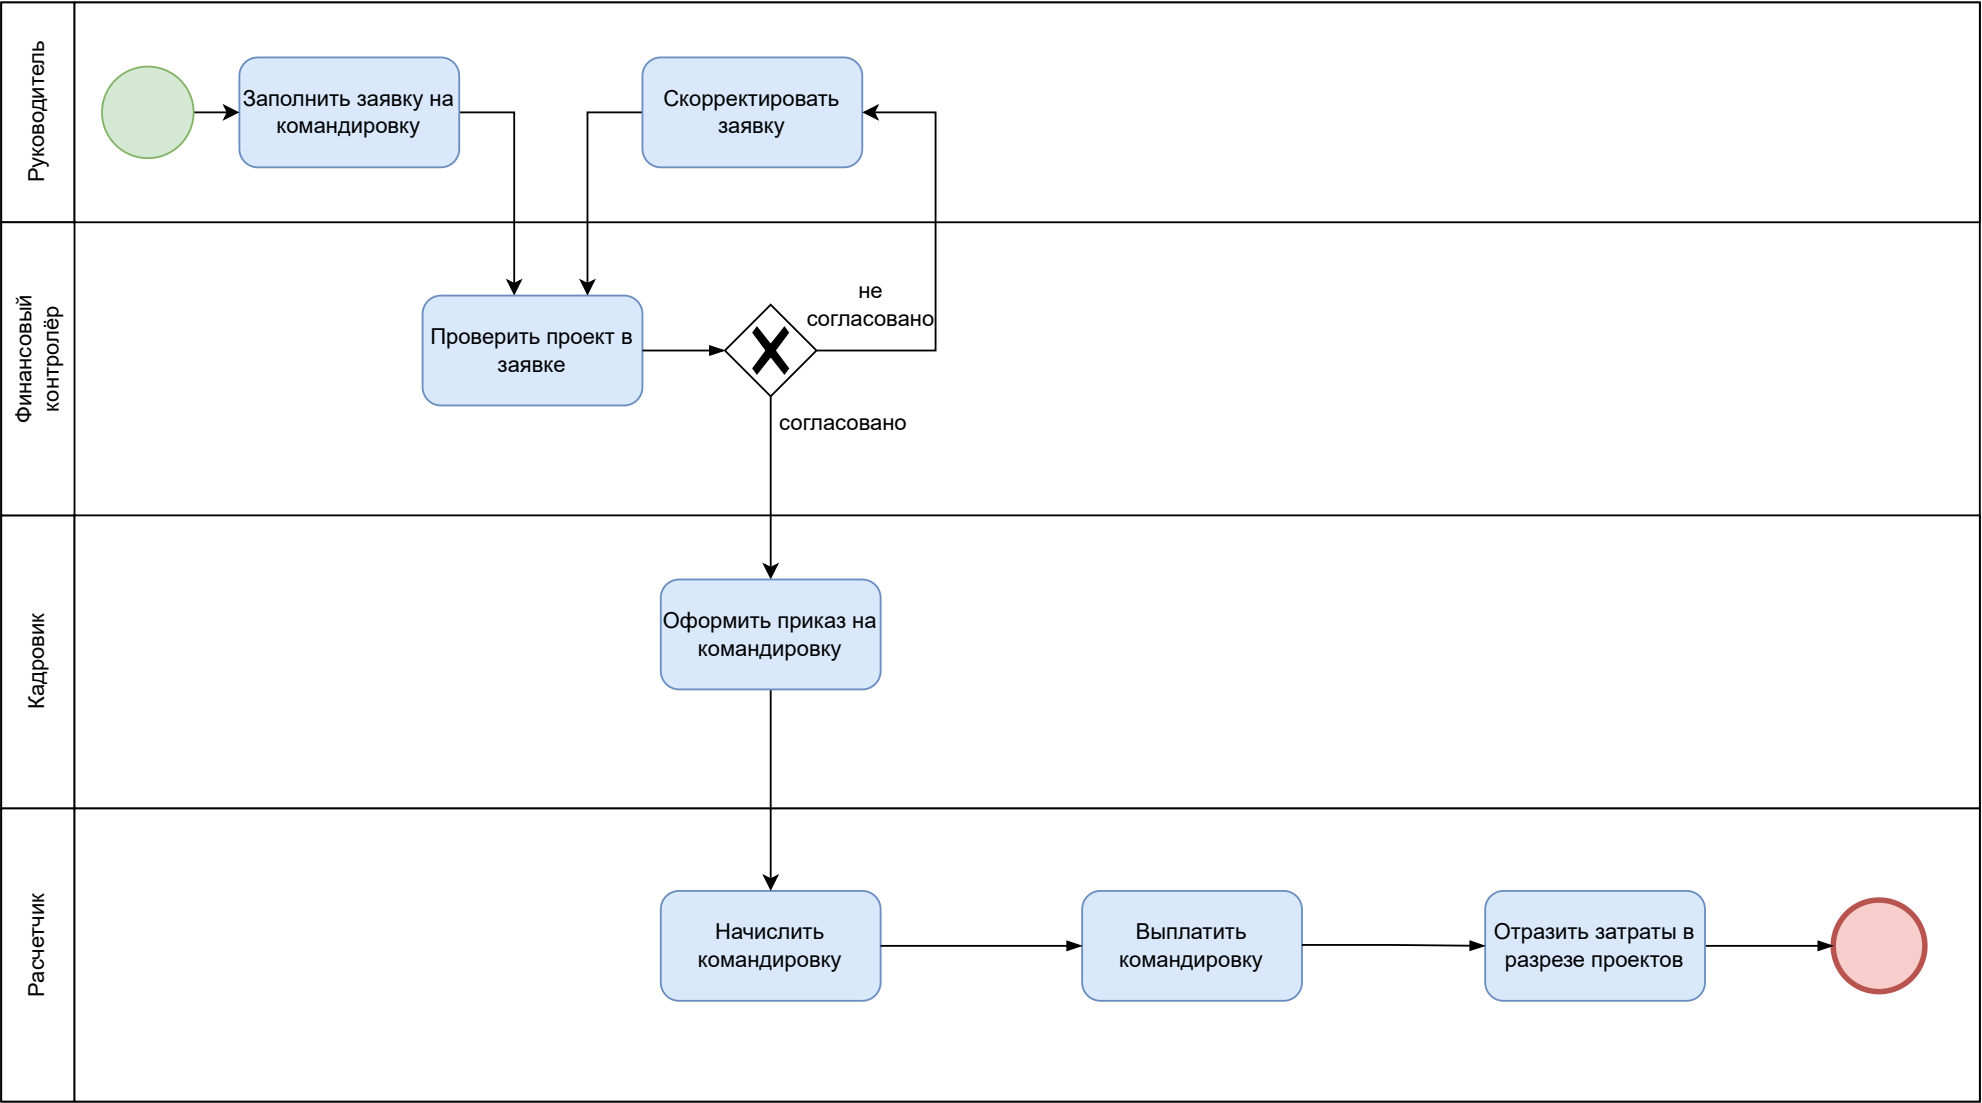 Руководитель
Заполнить заявку на
командировку
Скорректировать
заявку
Финансовый
контролёр
Проверить проект в
заявке
не
согласовано
согласовано
Кадровик
Оформить приказ на
командировку
Расчетчик
Начислить
командировку
Выплатить
командировку
Отразить затраты в
разрезе проектов